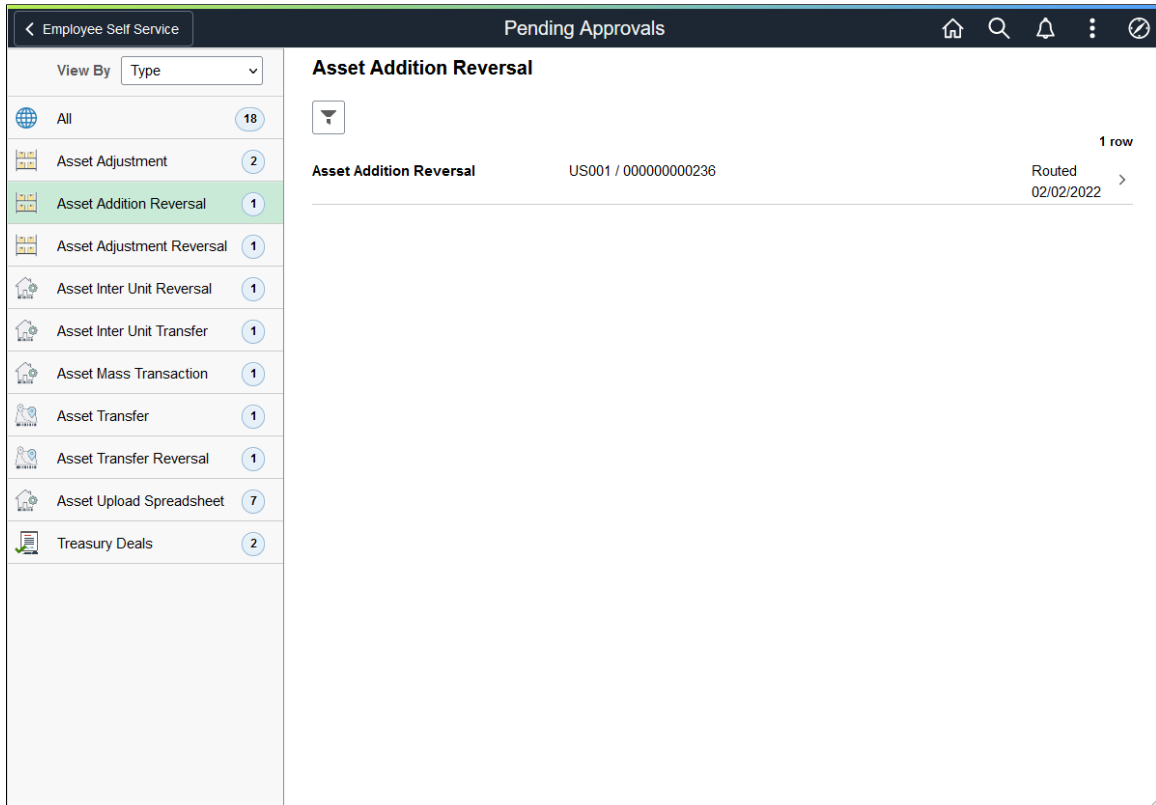 Employee Self Service
Pending Approvals
View By Type
All 18
Asset Adjustment 2
Asset Addition Reversal 1
Asset Adjustment Reversal 1
Asset Inter Unit Reversal 1
Asset Inter Unit Transfer 1
Asset Mass Transaction 1
Asset Transfer 1
Asset Transfer Reversal 1
Asset Upload Spreadsheet 7
Treasury Deals 2
Asset Addition Reversal
1 row
Asset Addition Reversal US001 / 000000000236 Routed
02/02/2022